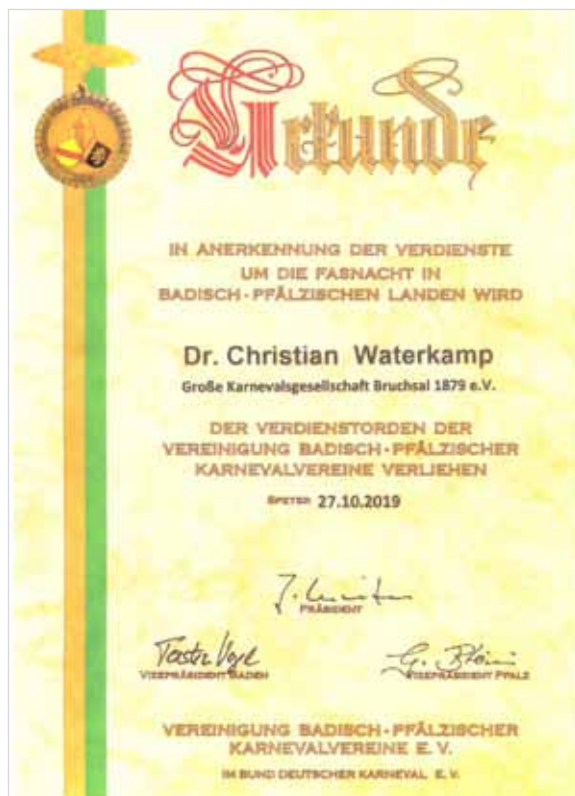 Urkunde
IN ANERKENNUNG DER VERDIENSTE
UM DIE FASNACHT IN
BADISCH-PFÄLZISCHEN LANDEN WIRD
Dr. Christian Waterkamp
Große Karnevalsgesellschaft Bruchsal 1879 e.V.
DER VERDIENSTORDEN DER
VEREINIGUNG BADISCH-PFÄLZISCHER
KARNEVALVEREINE VERLIEHEN
SPEYER 27.10.2019
PRÄSIDENT
VIZEPRÄSIDENT BADEN VIZEPRÄSIDENT PFALZ
VEREINIGUNG BADISCH-PFÄLZISCHER
KARNEVALVEREINE E. V.
IM BUND DEUTSCHER KARNEVAL E. V.